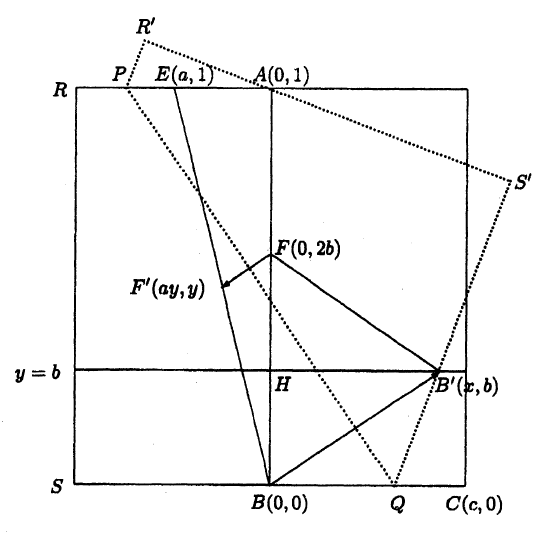 R′
P E(a, 1) A(0, 1)
R
S′
F(0, 2b)
F′(ay, y)
y = b
H B′(x, b)
S
B(0, 0) Q C(c, 0)